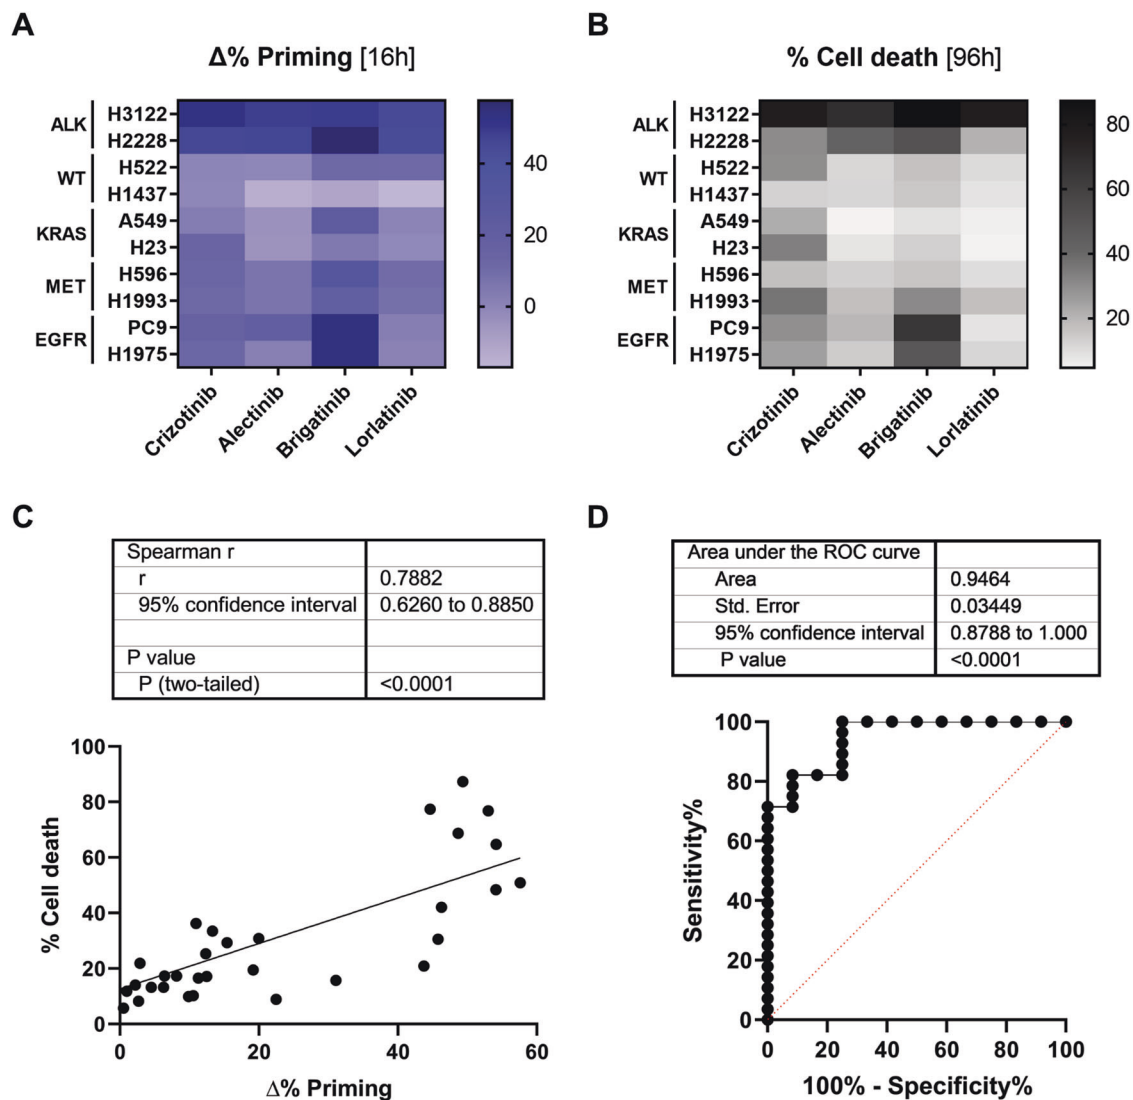 A
Δ% Priming [16h]
ALK
H3122
H2228
WT
H522
H1437
KRAS
A549
H23
MET
H596
H1993
EGFR
PC9
H1975
40
20
0
Crizotinib
Alectinib
Brigatinib
Lorlatinib
B
% Cell death [96h]
ALK
H3122
H2228
WT
H522
H1437
KRAS
A549
H23
MET
H596
H1993
EGFR
PC9
H1975
80
60
40
20
Crizotinib
Alectinib
Brigatinib
Lorlatinib
C
Spearman r
r 0.7882
95% confidence interval 0.6260 to 0.8850
P value
P (two-tailed) <0.0001
% Cell death
100
80
60
40
20
0
0 20 40 60
Δ% Priming
D
Area under the ROC curve
Area 0.9464
Std. Error 0.03449
95% confidence interval 0.8788 to 1.000
P value <0.0001
Sensitivity%
100
80
60
40
20
0
0 20 40 60 80 100
100% - Specificity%